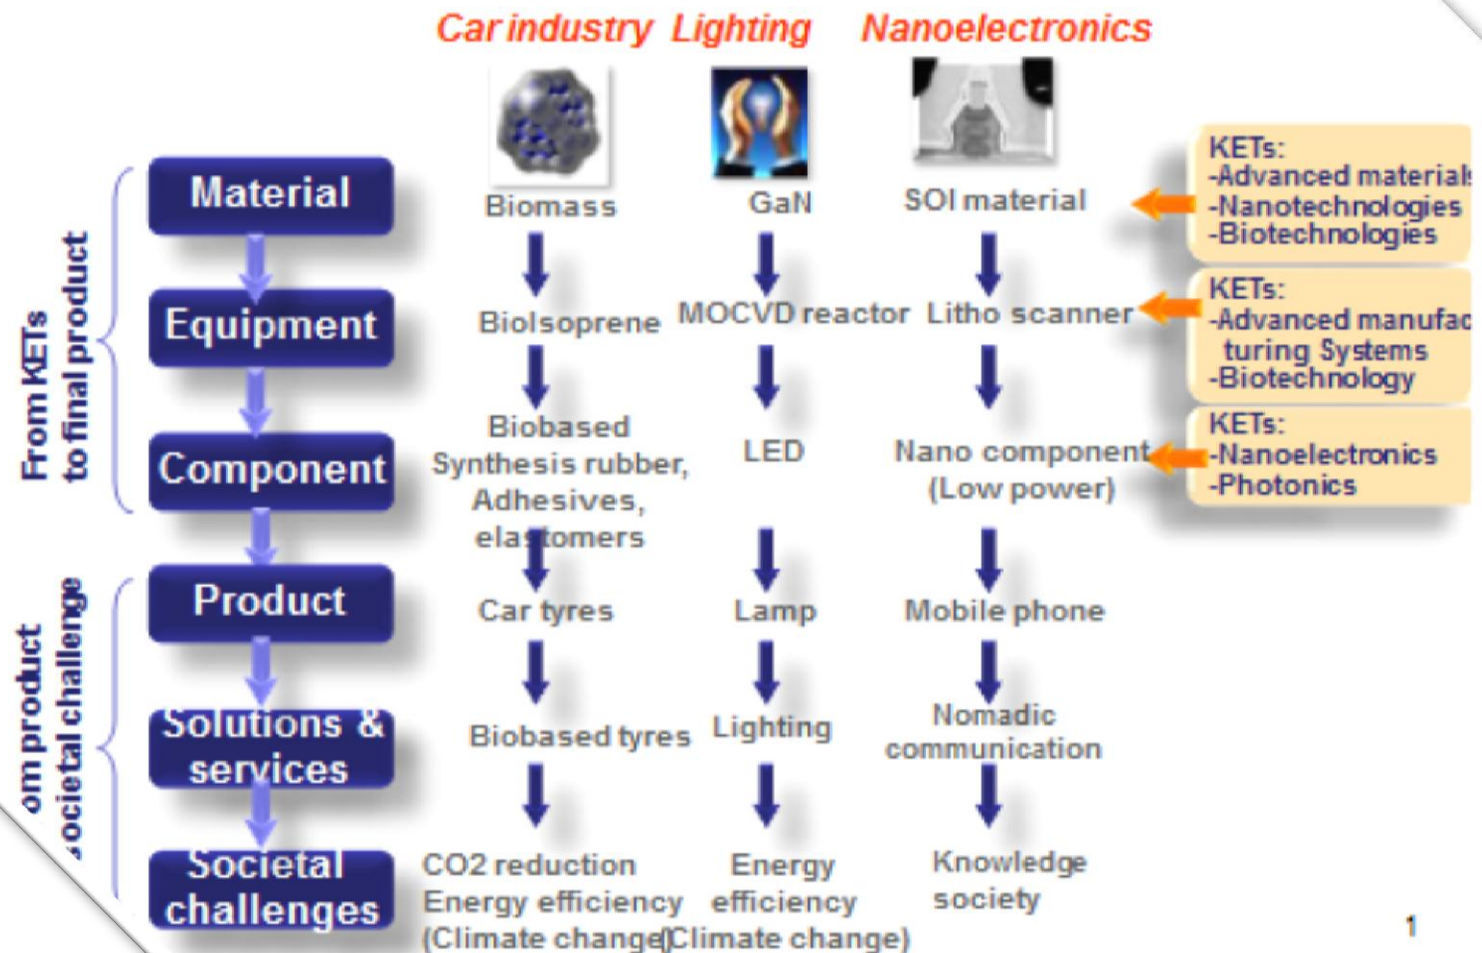 Car industry Lighting Nanoelectronics
Material
Biomass
GaN
SOI material
KETs:
-Advanced materials
-Nanotechnologies
-Biotechnologies
From KETs
to final product
Equipment
BioIsoprene
MOCVD reactor
Litho scanner
KETs:
-Advanced manufac
turing Systems
-Biotechnology
Component
Biobased
Synthesis rubber,
Adhesives,
elastomers
LED
Nano component
(Low power)
KETs:
-Nanoelectronics
-Photonics
Product
Car tyres
Lamp
Mobile phone
om product
societal challenge
Solutions &
services
Biobased tyres
Lighting
Nomadic
communication
Societal
challenges
CO2 reduction
Energy efficiency
(Climate change)
Energy
efficiency
(Climate change)
Knowledge
society
1